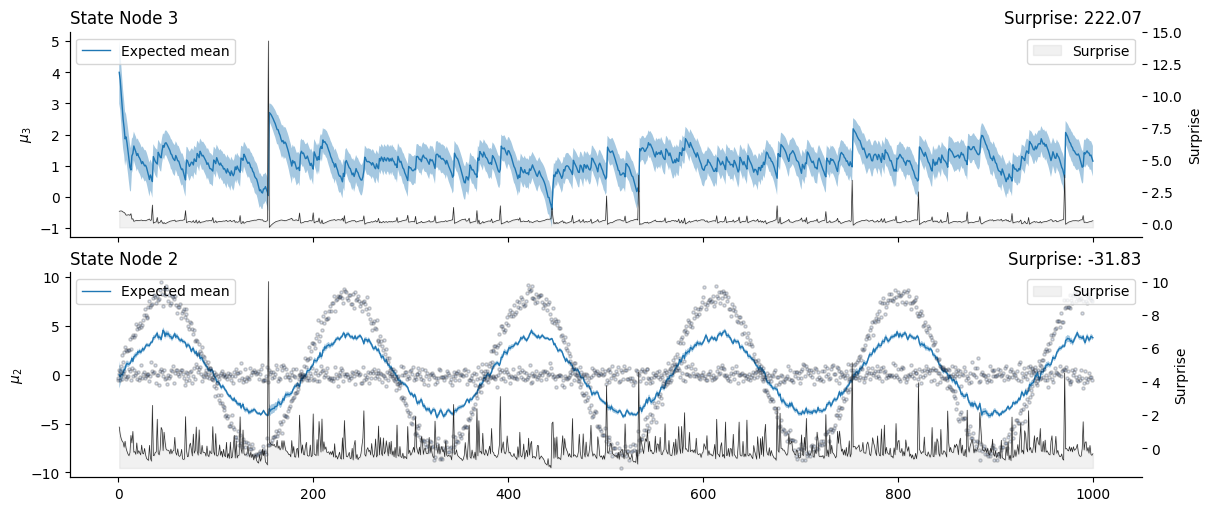 State Node 3 Surprise: 222.07
Expected mean
Surprise
5
4
3
2
1
0
−1
μ3
15.0
12.5
10.0
7.5
5.0
2.5
0.0
Surprise
State Node 2 Surprise: -31.83
Expected mean
Surprise
10
5
0
−5
−10
μ2
10
8
6
4
2
0
Surprise
0 200 400 600 800 1000